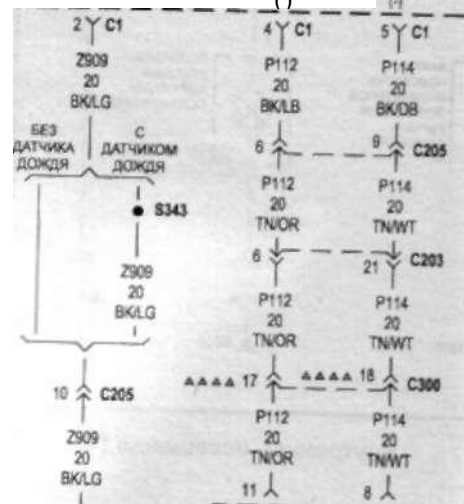 2 C1 4 C1 5 C1
Z909 P112 P114
20 20 20
BK/LG BK/LB BK/DB
БЕЗ ДАТЧИКА ДОЖДЯ
С ДАТЧИКОМ ДОЖДЯ
6 9 C205
P112 P114
20 20
TN/OR TN/WT
S343
6 21 C203
Z909
20
BK/LG
P112 P114
20 20
TN/OR TN/WT
10 C205
17 18 C300
Z909 P112 P114
20 20 20
BK/LG TN/OR TN/WT
11 8